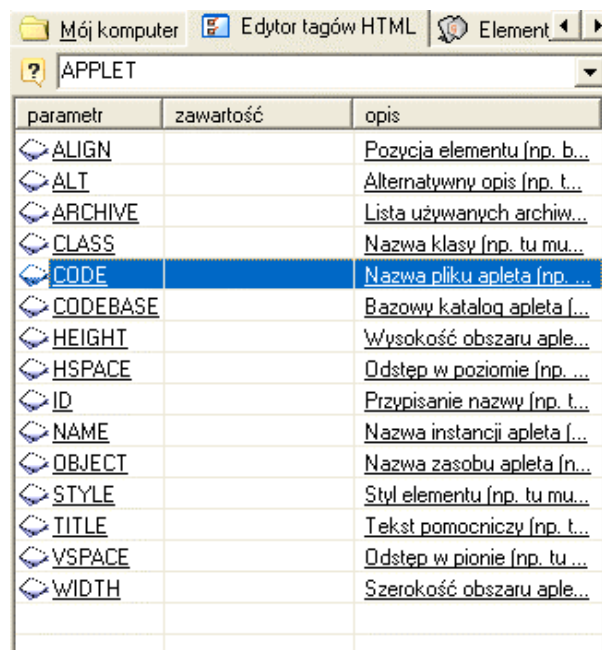 Mój komputer Edytor tagów HTML Element
APPLET
parametr zawartość opis
ALIGN Pozycja elementu (np. b...
ALT Alternatywny opis (np. t...
ARCHIVE Lista używanych archiw...
CLASS Nazwa klasy (np. tu mu...
CODE Nazwa pliku apleta (np. ...
CODEBASE Bazowy katalog apleta (...
HEIGHT Wysokość obszaru aple...
HSPACE Odstęp w poziomie (np. ...
ID Przypisanie nazwy (np. t...
NAME Nazwa instancji apleta (...
OBJECT Nazwa zasobu apleta (n...
STYLE Styl elementu (np. tu mu...
TITLE Tekst pomocniczy (np. t...
VSPACE Odstęp w pionie (np. tu ...
WIDTH Szerokość obszaru aple...